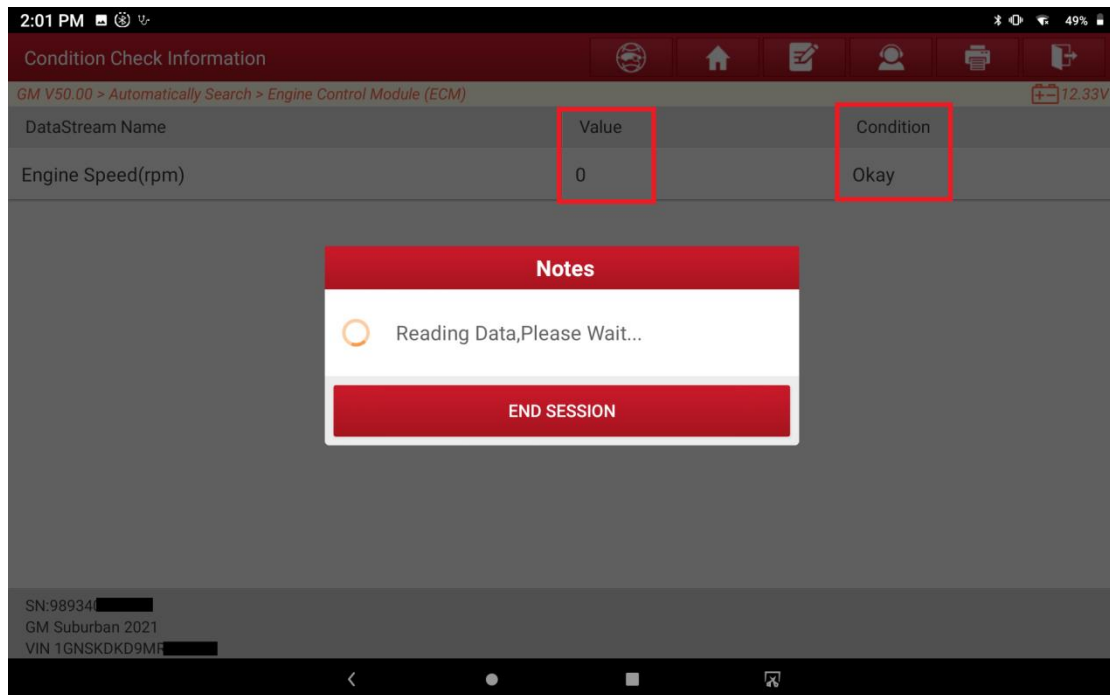 2:01 PM 49%
Condition Check Information
GM V50.00 > Automatically Search > Engine Control Module (ECM) 12.33V
DataStream Name Value Condition
Engine Speed(rpm) 0 Okay
Notes
Reading Data,Please Wait...
END SESSION
SN:98934
GM Suburban 2021
VIN 1GNSKDKD9M